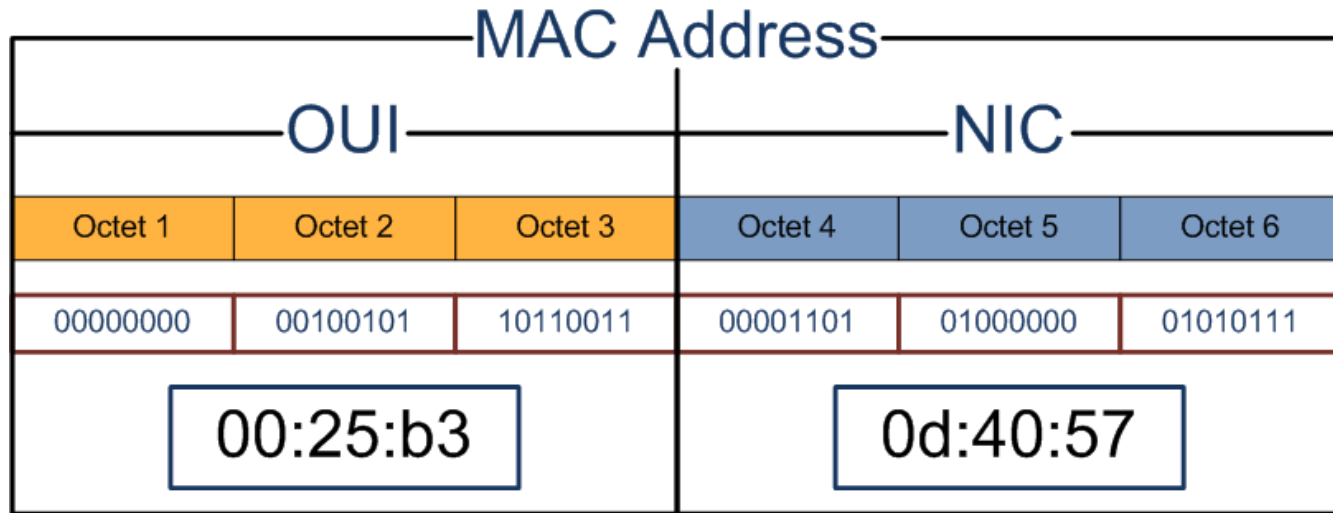 MAC Address
OUI NIC
Octet 1 Octet 2 Octet 3 Octet 4 Octet 5 Octet 6
00000000 00100101 10110011 00001101 01000000 01010111
00:25:b3 0d:40:57